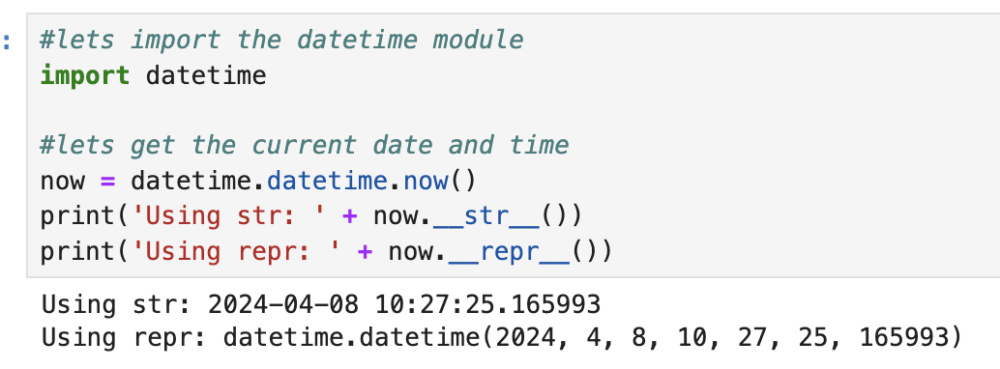 :
#lets import the datetime module
import datetime
#lets get the current date and time
now = datetime.datetime.now()
print('Using str: ' + now.__str__())
print('Using repr: ' + now.__repr__())
Using str: 2024-04-08 10:27:25.165993
Using repr: datetime.datetime(2024, 4, 8, 10, 27, 25, 165993)